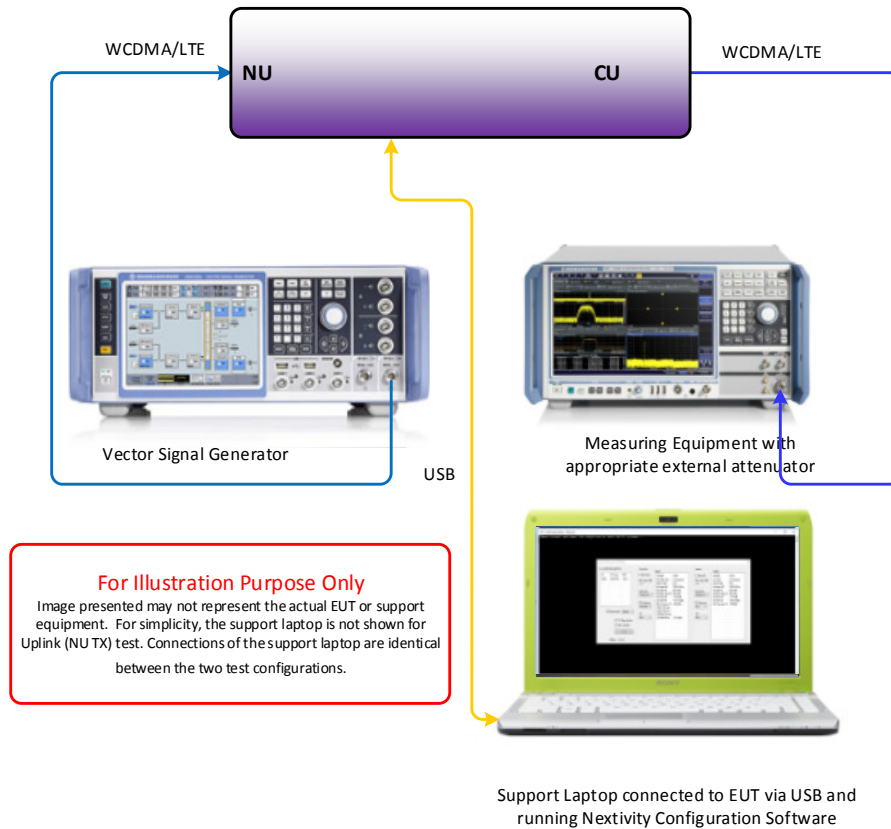 WCDMA/LTE
WCDMA/LTE
NU
CU
Vector Signal Generator
Measuring Equipment with
appropriate external attenuator
USB
For Illustration Purpose Only
Image presented may not represent the actual EUT or support
equipment. For simplicity, the support laptop is not shown for
Uplink (NU TX) test. Connections of the support laptop are identical
between the two test configurations.
SONY
Support Laptop connected to EUT via USB and
running Nextivity Configuration Software